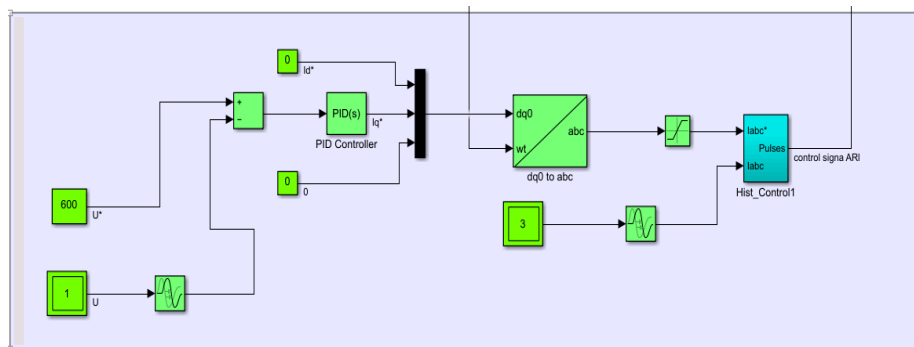 0
Id*
+
−
PID(s)
Iq*
PID Controller
dq0
abc
wt
dq0 to abc
Iabc*
Pulses
Iabc
control signa ARI
Hist_Control1
0
0
600
U*
3
1
U